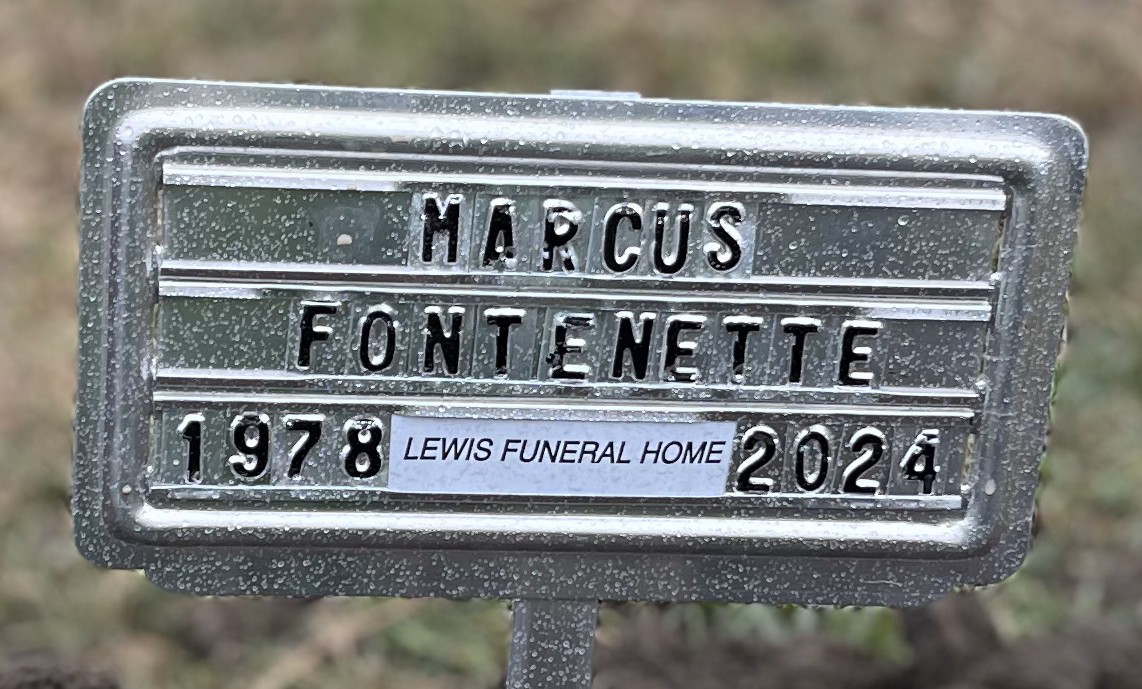 MARCUS
FONTENETTE
1978 LEWIS FUNERAL HOME 2024